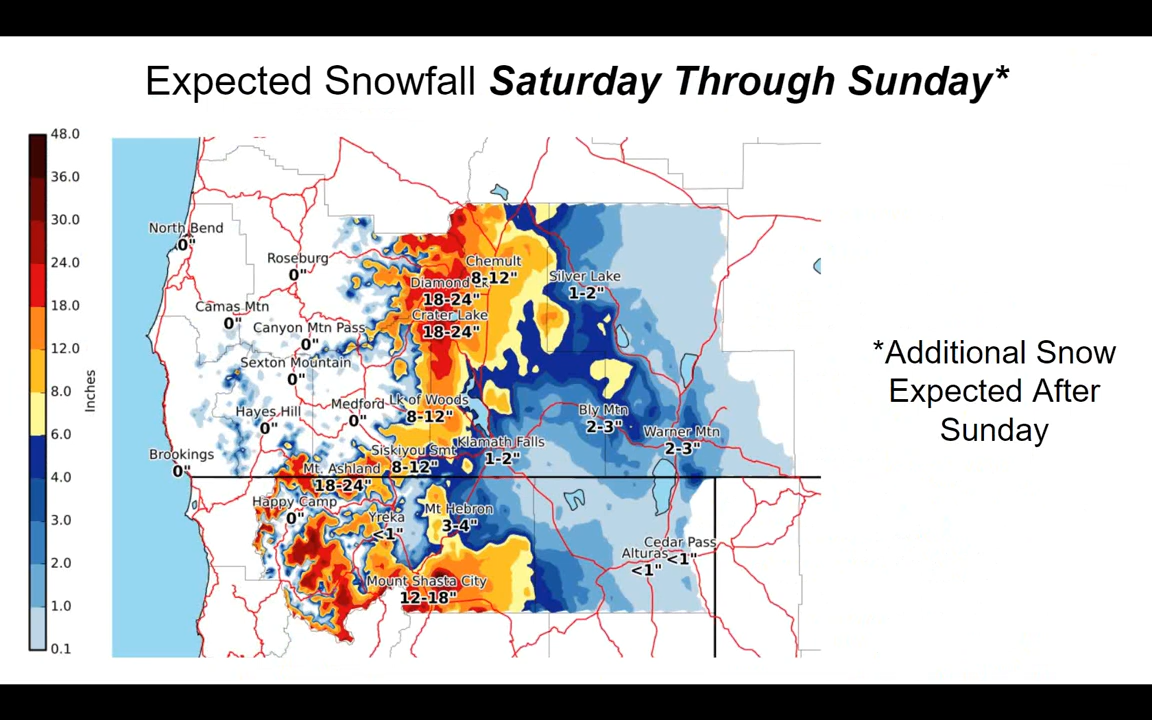 Expected Snowfall Saturday Through Sunday*
48.0
36.0
30.0
24.0
18.0
12.0
8.0
6.0
4.0
3.0
2.0
1.0
0.1
Inches
North Bend
0"
Roseburg
0"
Chemult
8-12"
Diamond Lk
18-24"
Silver Lake
1-2"
Camas Mtn
0"
Crater Lake
18-24"
Canyon Mtn Pass
0"
Sexton Mountain
0"
Hayes Hill
0"
Medford
0"
Lk of Woods
8-12"
Bly Mtn
2-3"
Warner Mtn
2-3"
Brookings
0"
Siskiyou Smt
8-12"
Klamath Falls
1-2"
Mt. Ashland
18-24"
Happy Camp
0"
Yreka
<1"
Mt Hebron
3-4"
Cedar Pass
<1"
Alturas
<1"
Mount Shasta City
12-18"
*Additional Snow
Expected After
Sunday